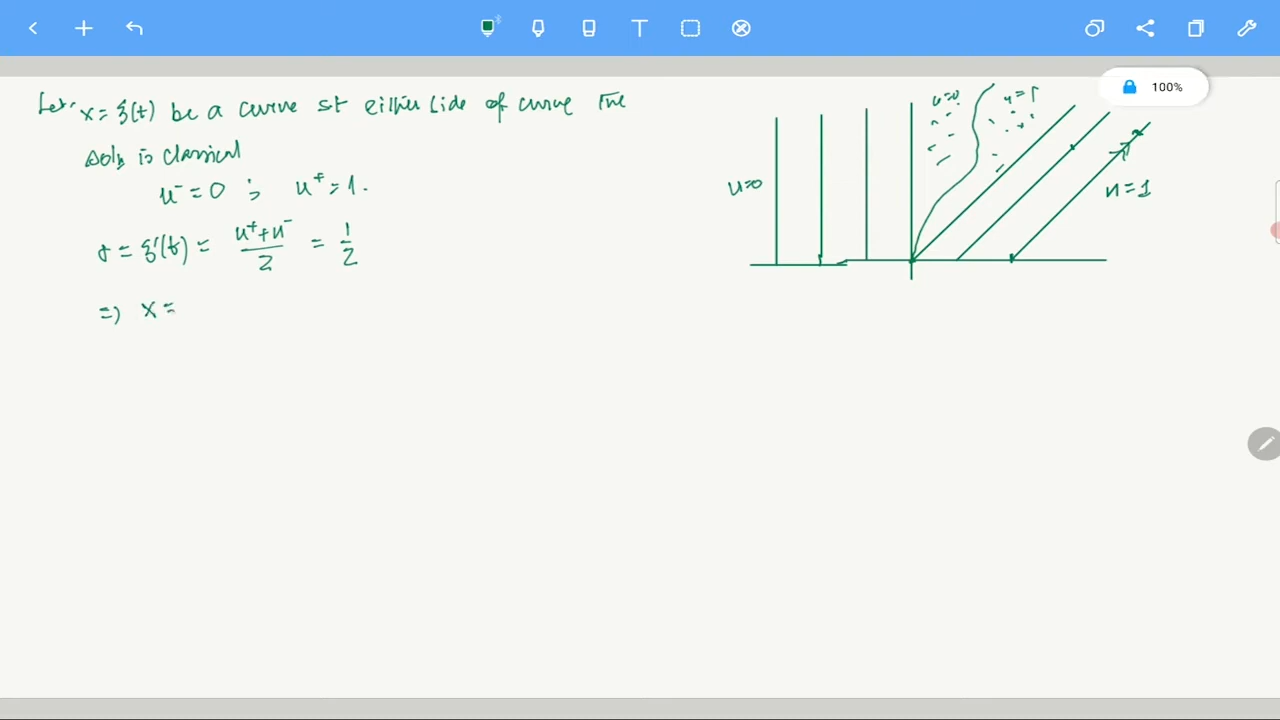 Let x = ξ(t) be a curve st either side of curve the
soln is classical
u⁻ = 0 ; u⁺ = 1.
σ = ξ'(t) = (u⁺ + u⁻)/2 = 1/2
=> x =
u=0
u=0
u=1
u=1
100%
T